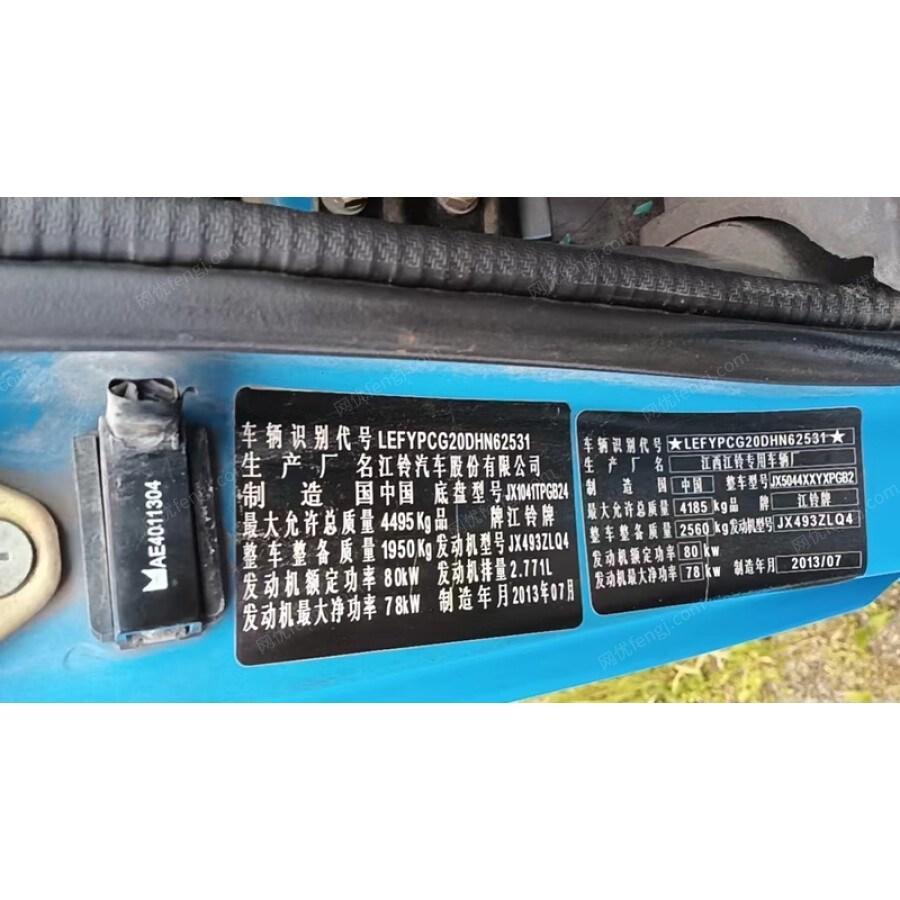 MAE4011304
车辆识别代号 LEFYPCG20DHN62531
生产厂名 江铃汽车股份有限公司
制造国 中国 底盘型号 JX1041TPGB24
最大允许总质量 4495Kg 品牌 江铃牌
整车整备质量 1950Kg 发动机型号 JX493ZLQ4
发动机额定功率 80kW 发动机排量 2.771L
发动机最大净功率 78kW 制造年月 2013年07月
车辆识别代号 ★LEFYPCG20DHN62531★
生产厂名 江西江铃专用车辆厂
制造国 中国 整车型号 JX5044XXYXPGB2
最大允许总质量 4185 kg 品牌 江铃牌
整车整备质量 2560 kg 发动机型号 JX493ZLQ4
发动机额定功率 80 kw
发动机最大净功率 78 kw 制造年月 2013/07
网优fengj.com